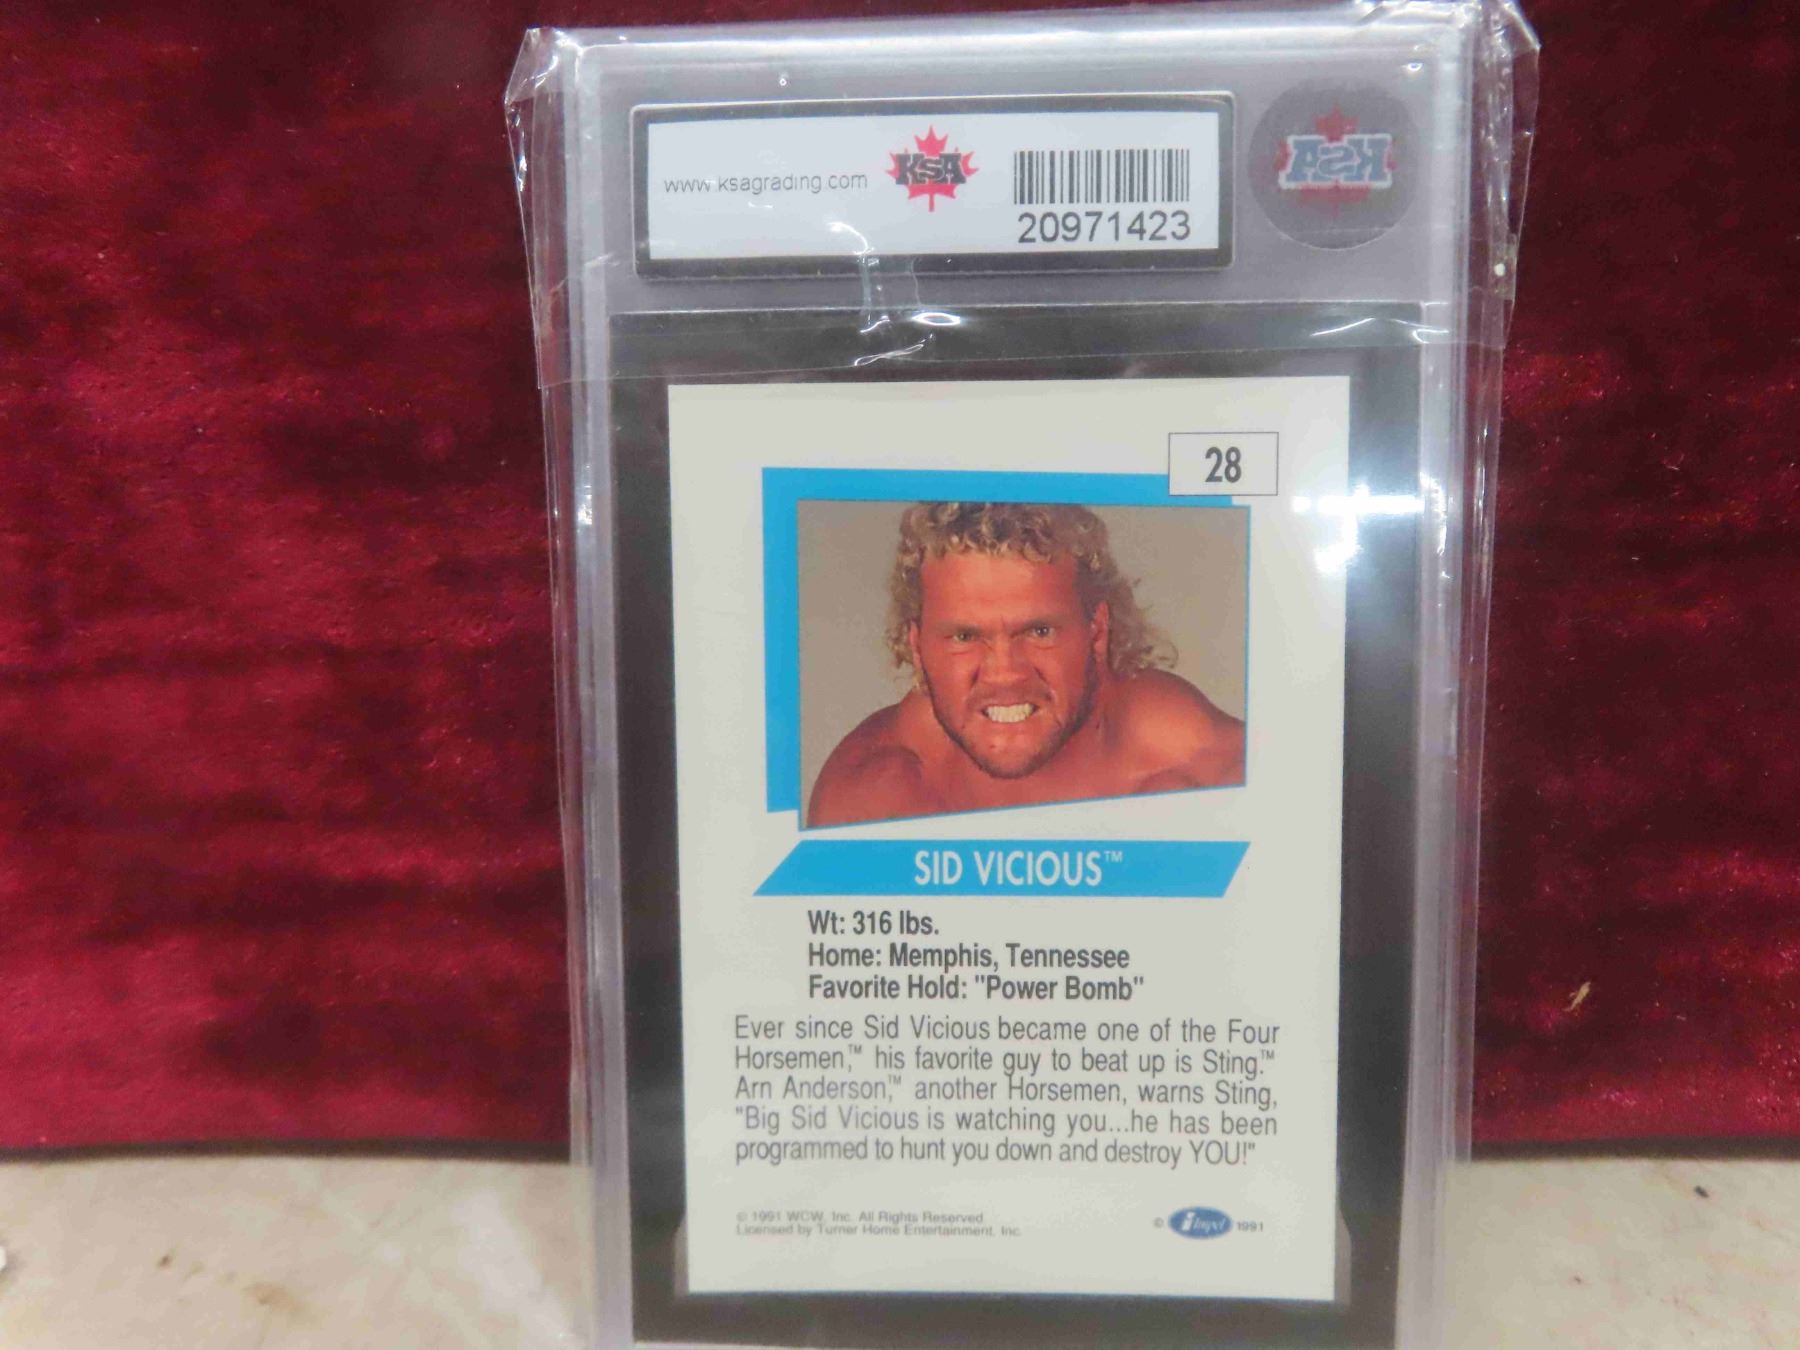 www.ksagrading.com
KSA
20971423
KSA
28
SID VICIOUS™
Wt: 316 lbs.
Home: Memphis, Tennessee
Favorite Hold: "Power Bomb"
Ever since Sid Vicious became one of the Four
Horsemen,™ his favorite guy to beat up is Sting.™
Arn Anderson,™ another Horsemen, warns Sting,
"Big Sid Vicious is watching you...he has been
programmed to hunt you down and destroy YOU!"
© 1991 WCW, Inc. All Rights Reserved.
Licensed by Turner Home Entertainment, Inc.
© impel 1991